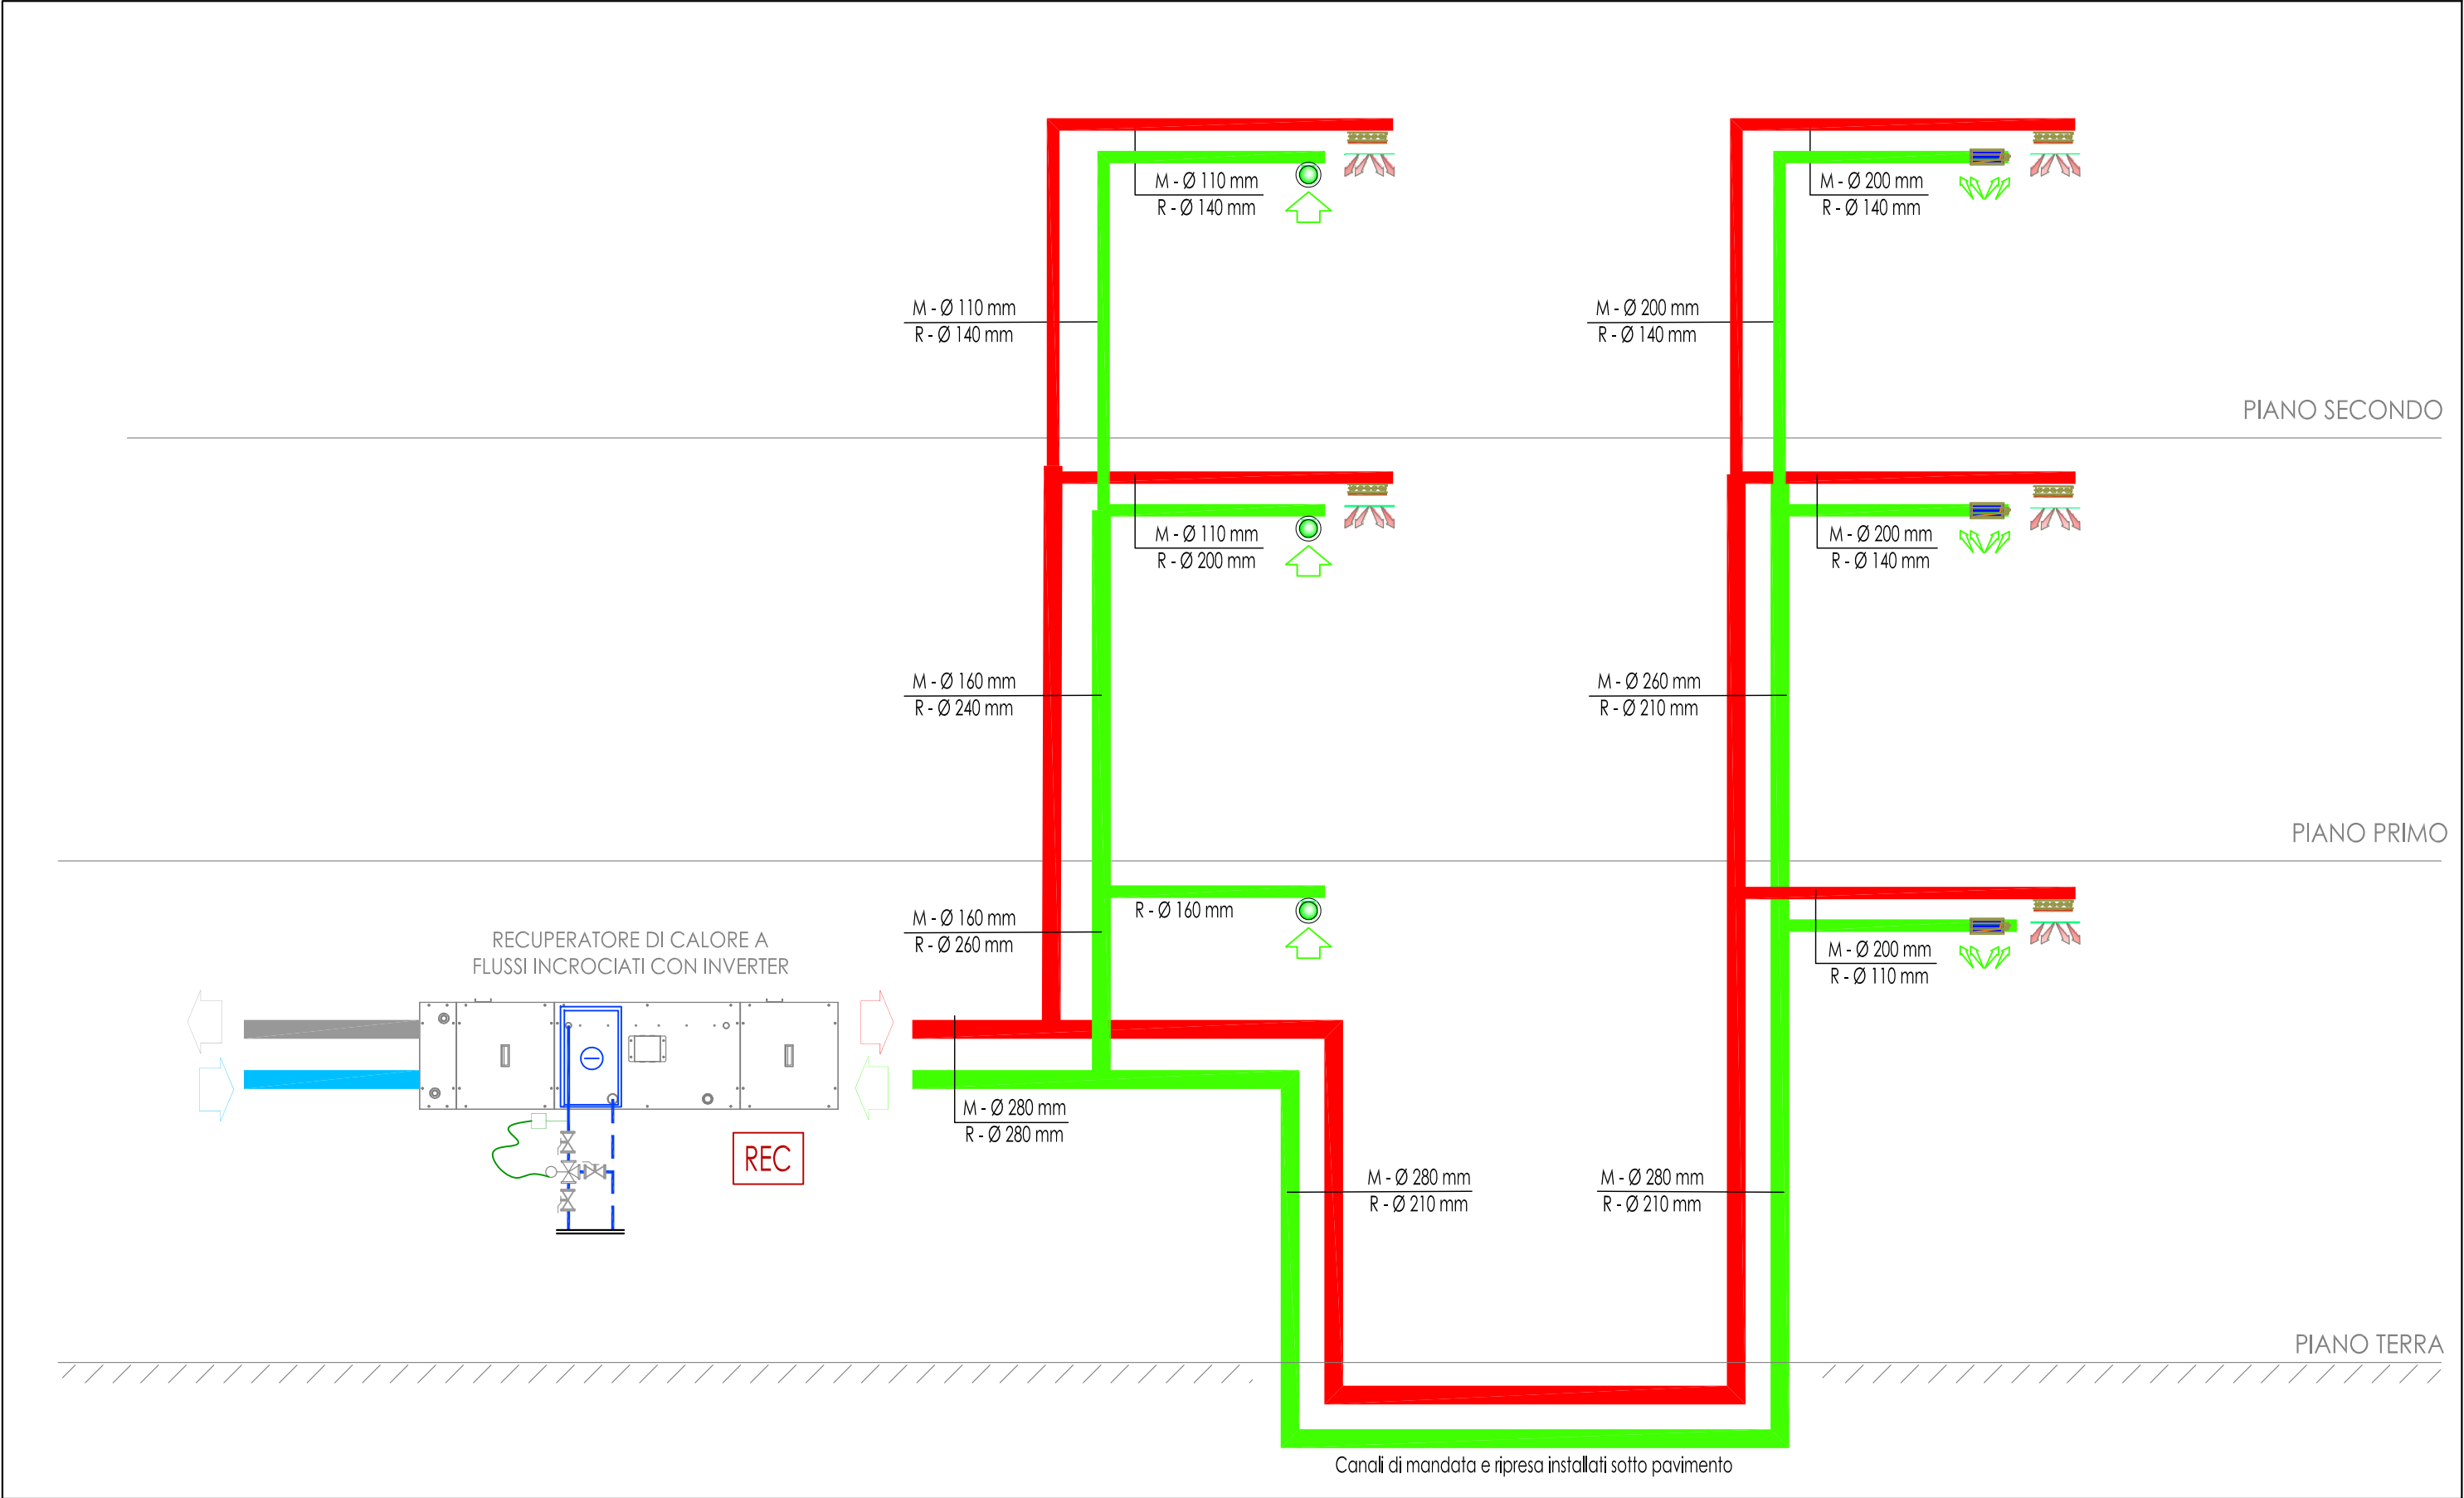 M - Ø 110 mm
R - Ø 140 mm
M - Ø 200 mm
R - Ø 140 mm
M - Ø 110 mm
R - Ø 140 mm
M - Ø 200 mm
R - Ø 140 mm
PIANO SECONDO
M - Ø 110 mm
R - Ø 200 mm
M - Ø 200 mm
R - Ø 140 mm
M - Ø 160 mm
R - Ø 240 mm
M - Ø 260 mm
R - Ø 210 mm
PIANO PRIMO
M - Ø 160 mm
R - Ø 260 mm
R - Ø 160 mm
M - Ø 200 mm
R - Ø 110 mm
RECUPERATORE DI CALORE A
FLUSSI INCROCIATI CON INVERTER
M - Ø 280 mm
R - Ø 280 mm
REC
M - Ø 280 mm
R - Ø 210 mm
M - Ø 280 mm
R - Ø 210 mm
PIANO TERRA
Canali di mandata e ripresa installati sotto pavimento